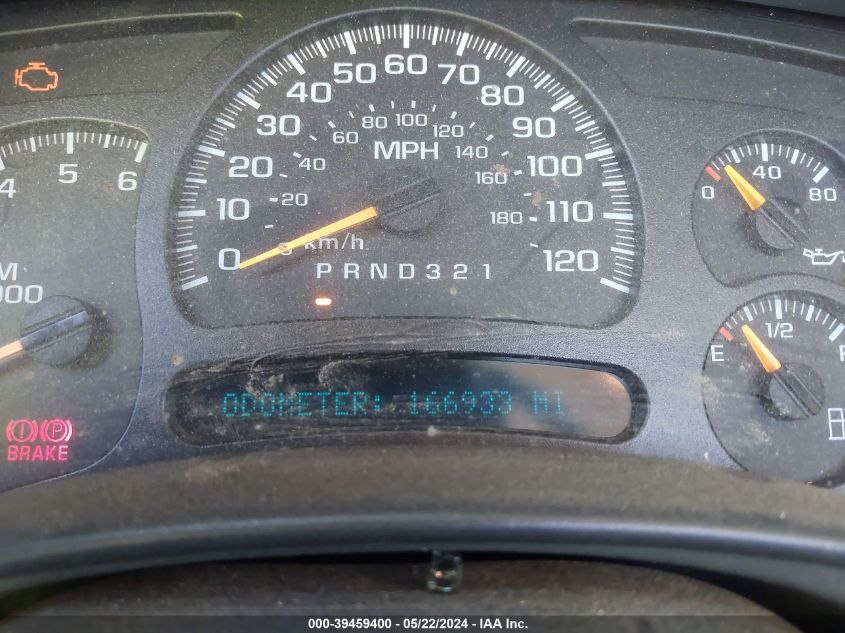 4 5 6
M
000
BRAKE
0 10 20 30 40 50 60 70 80 90 100 110 120
20 40 60 80 100 120 140 160 180
MPH
km/h
PRND321
ODOMETER: 166933 MI
0 40 80
E 1/2 F
(!) (P)
000-39459400 / 05/22/2024 - IAA Inc.